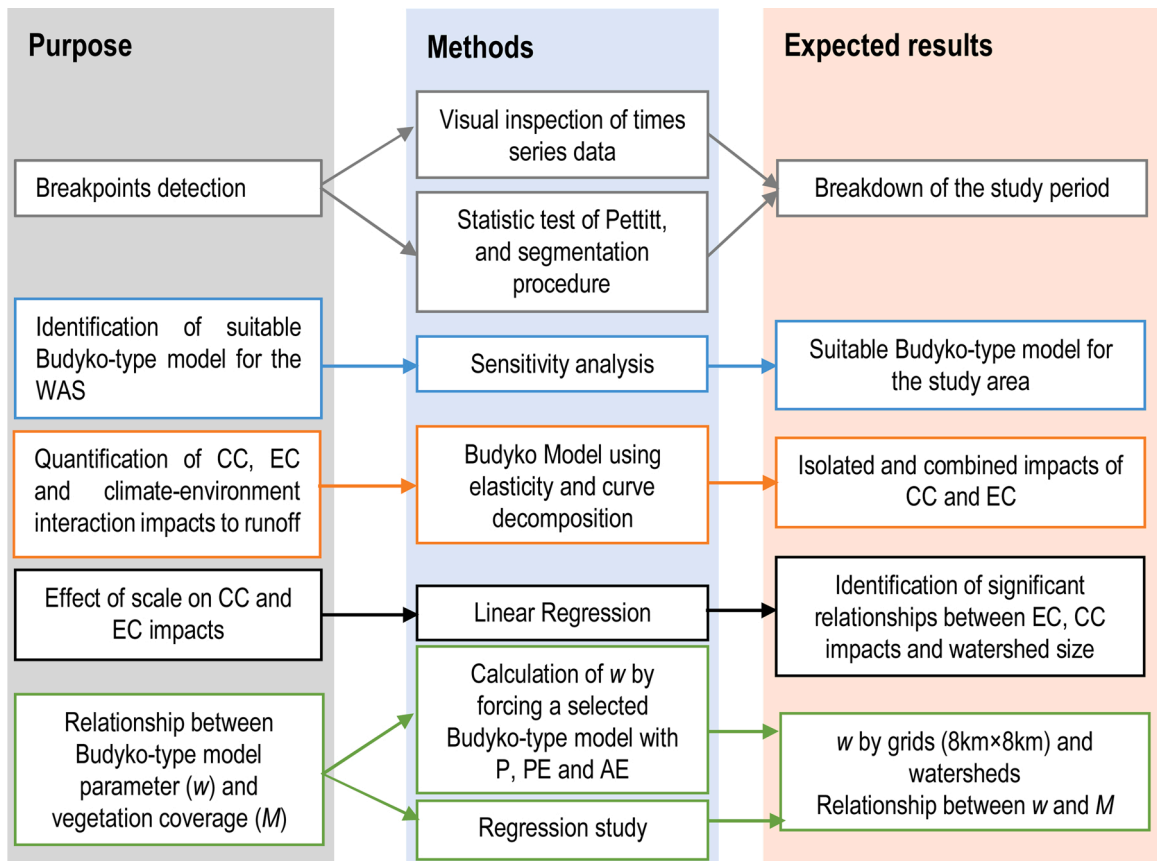 Purpose
Methods
Expected results
Breakpoints detection
Visual inspection of times
series data
Statistic test of Pettitt,
and segmentation
procedure
Breakdown of the study period
Identification of suitable
Budyko-type model for the
WAS
Sensitivity analysis
Suitable Budyko-type model for
the study area
Quantification of CC, EC
and climate-environment
interaction impacts to runoff
Budyko Model using
elasticity and curve
decomposition
Isolated and combined impacts of
CC and EC
Effect of scale on CC and
EC impacts
Linear Regression
Identification of significant
relationships between EC, CC
impacts and watershed size
Relationship between
Budyko-type model
parameter (w) and
vegetation coverage (M)
Calculation of w by
forcing a selected
Budyko-type model with
P, PE and AE
Regression study
w by grids (8km×8km) and
watersheds
Relationship between w and M